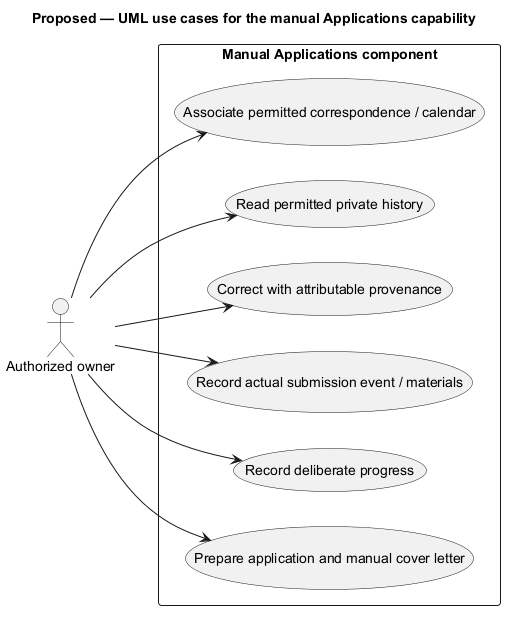 Proposed — UML use cases for the manual Applications capability
Manual Applications component
Associate permitted correspondence / calendar
Read permitted private history
Correct with attributable provenance
Authorized owner
Record actual submission event / materials
Record deliberate progress
Prepare application and manual cover letter